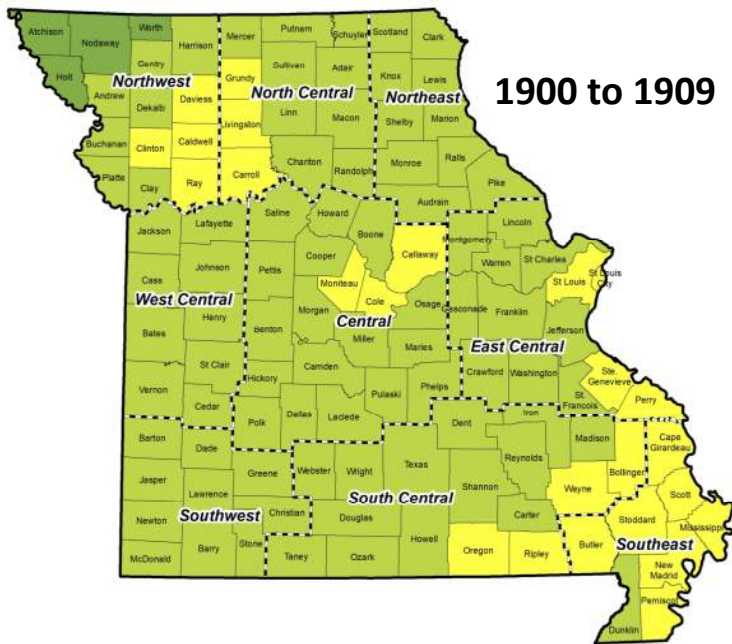 1900 to 1909
Atchison
Nodaway
Worth
Harrison
Mercer
Putnam
Schuyler
Scotland
Clark
Holt
Gentry
Northwest
Grundy
Sullivan
Adair
Knox
Lewis
Andrew
Dekalb
Daviess
North Central
Northeast
Livingston
Linn
Macon
Shelby
Marion
Buchanan
Clinton
Caldwell
Chariton
Randolph
Monroe
Ralls
Platte
Clay
Ray
Carroll
Pike
Audrain
Jackson
Lafayette
Saline
Howard
Boone
Callaway
Montgomery
Lincoln
Warren
St Charles
St Louis
St Louis City
Cass
Johnson
Pettis
Cooper
Moniteau
Cole
Osage
Gasconade
Franklin
Jefferson
West Central
Central
East Central
Bates
Henry
Benton
Morgan
Miller
Maries
Crawford
Washington
Ste. Genevieve
St. Francois
Perry
St Clair
Hickory
Camden
Pulaski
Phelps
Vernon
Cedar
Polk
Dallas
Laclede
Dent
Iron
Madison
Bollinger
Cape Girardeau
Barton
Dade
Greene
Webster
Wright
Texas
Reynolds
Wayne
Scott
Jasper
Lawrence
South Central
Shannon
Stoddard
Mississippi
Newton
Southwest
Christian
Douglas
Carter
Butler
Southeast
McDonald
Barry
Stone
Taney
Ozark
Howell
Oregon
Ripley
New Madrid
Pemiscot
Dunklin